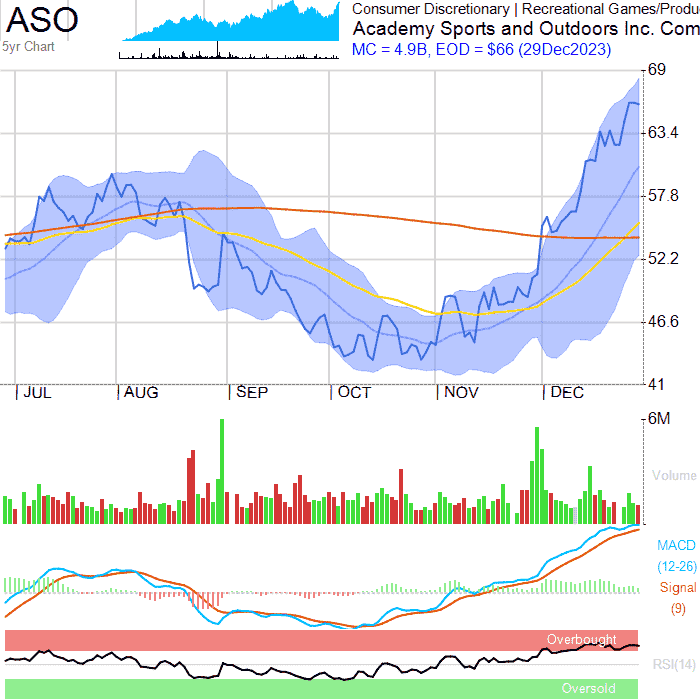 ASO
5yr Chart
Consumer Discretionary | Recreational Games/Produ
Academy Sports and Outdoors Inc. Com
MC = 4.9B, EOD = $66 (29Dec2023)
69
63.4
57.8
52.2
46.6
41
JUL
AUG
SEP
OCT
NOV
DEC
6M
Volume
MACD
(12-26)
Signal
(9)
Overbought
RSI(14)
Oversold